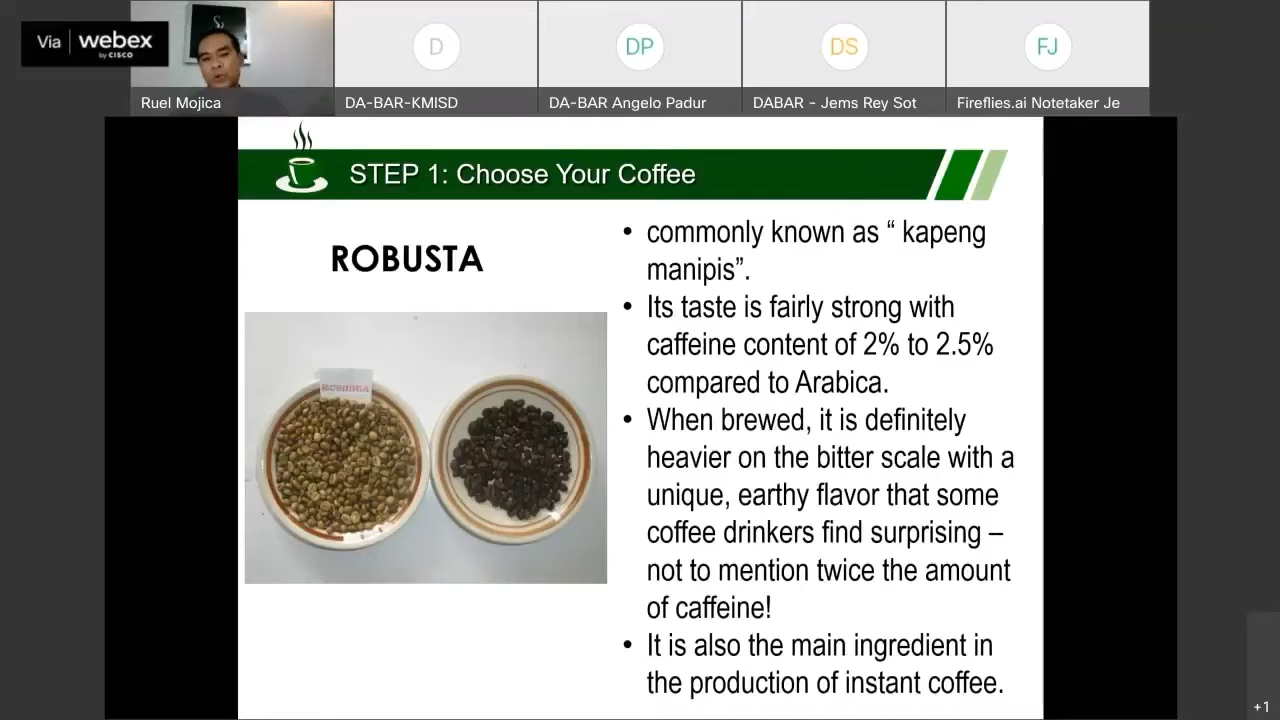 Via webex
by CISCO
Ruel Mojica
D
DA-BAR-KMISD
DP
DA-BAR Angelo Padur
DS
DABAR - Jems Rey Sot
FJ
Fireflies.ai Notetaker Je
STEP 1: Choose Your Coffee
ROBUSTA
ROBUSTA
• commonly known as “ kapeng
manipis”.
• Its taste is fairly strong with
caffeine content of 2% to 2.5%
compared to Arabica.
• When brewed, it is definitely
heavier on the bitter scale with a
unique, earthy flavor that some
coffee drinkers find surprising –
not to mention twice the amount
of caffeine!
• It is also the main ingredient in
the production of instant coffee.
+1